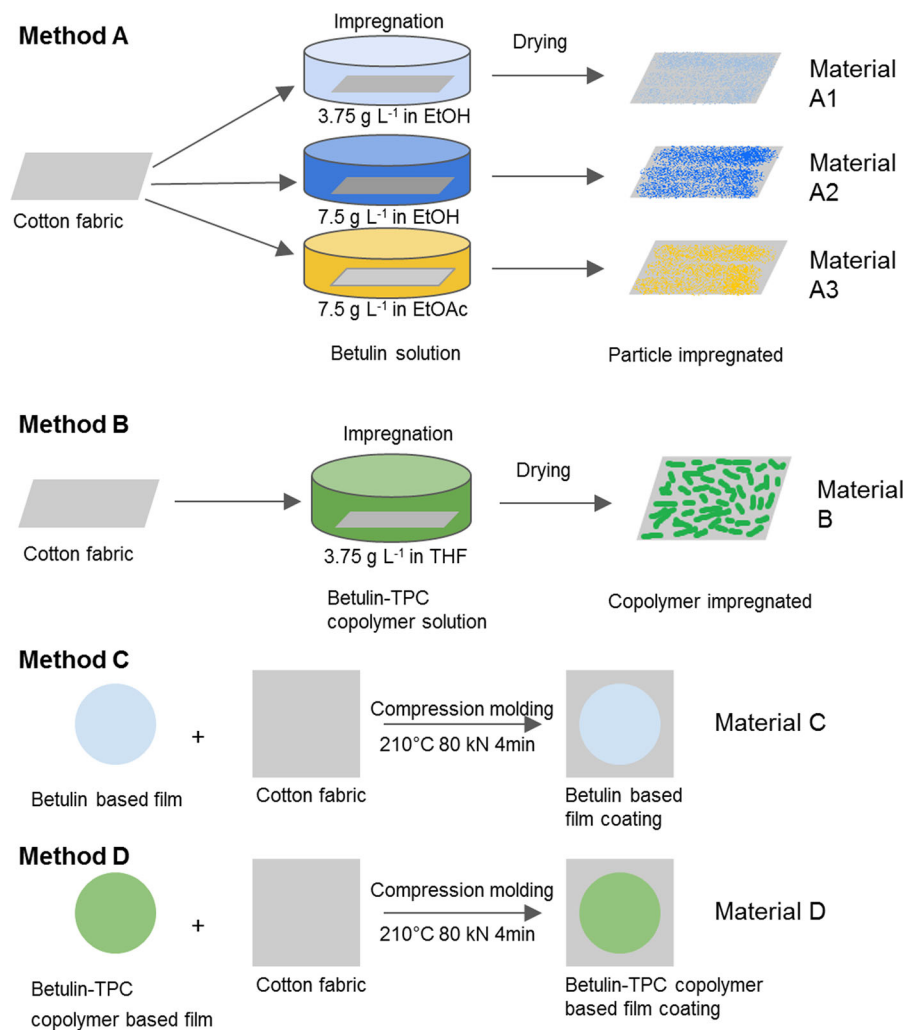 Method A
Impregnation
Drying
3.75 g L⁻¹ in EtOH
Material
A1
Cotton fabric
7.5 g L⁻¹ in EtOH
Material
A2
7.5 g L⁻¹ in EtOAc
Material
A3
Betulin solution
Particle impregnated
Method B
Impregnation
Drying
Cotton fabric
3.75 g L⁻¹ in THF
Material
B
Betulin-TPC
copolymer solution
Copolymer impregnated
Method C
+
Compression molding
210°C 80 kN 4min
Material C
Betulin based film
Cotton fabric
Betulin based
film coating
Method D
+
Compression molding
210°C 80 kN 4min
Material D
Betulin-TPC
copolymer based film
Cotton fabric
Betulin-TPC copolymer
based film coating